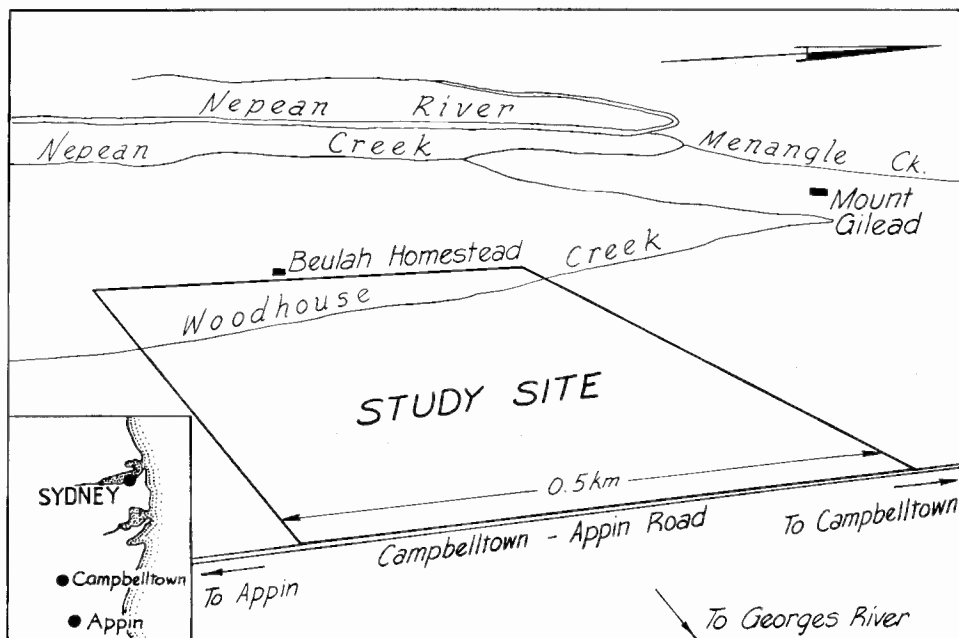 Nepean River
Nepean Creek
Menangle Ck.
Mount
Gilead
Beulah Homestead
Woodhouse Creek
STUDY SITE
0.5km
Campbelltown - Appin Road
To Campbelltown
To Appin
To Georges River
SYDNEY
Campbelltown
Appin